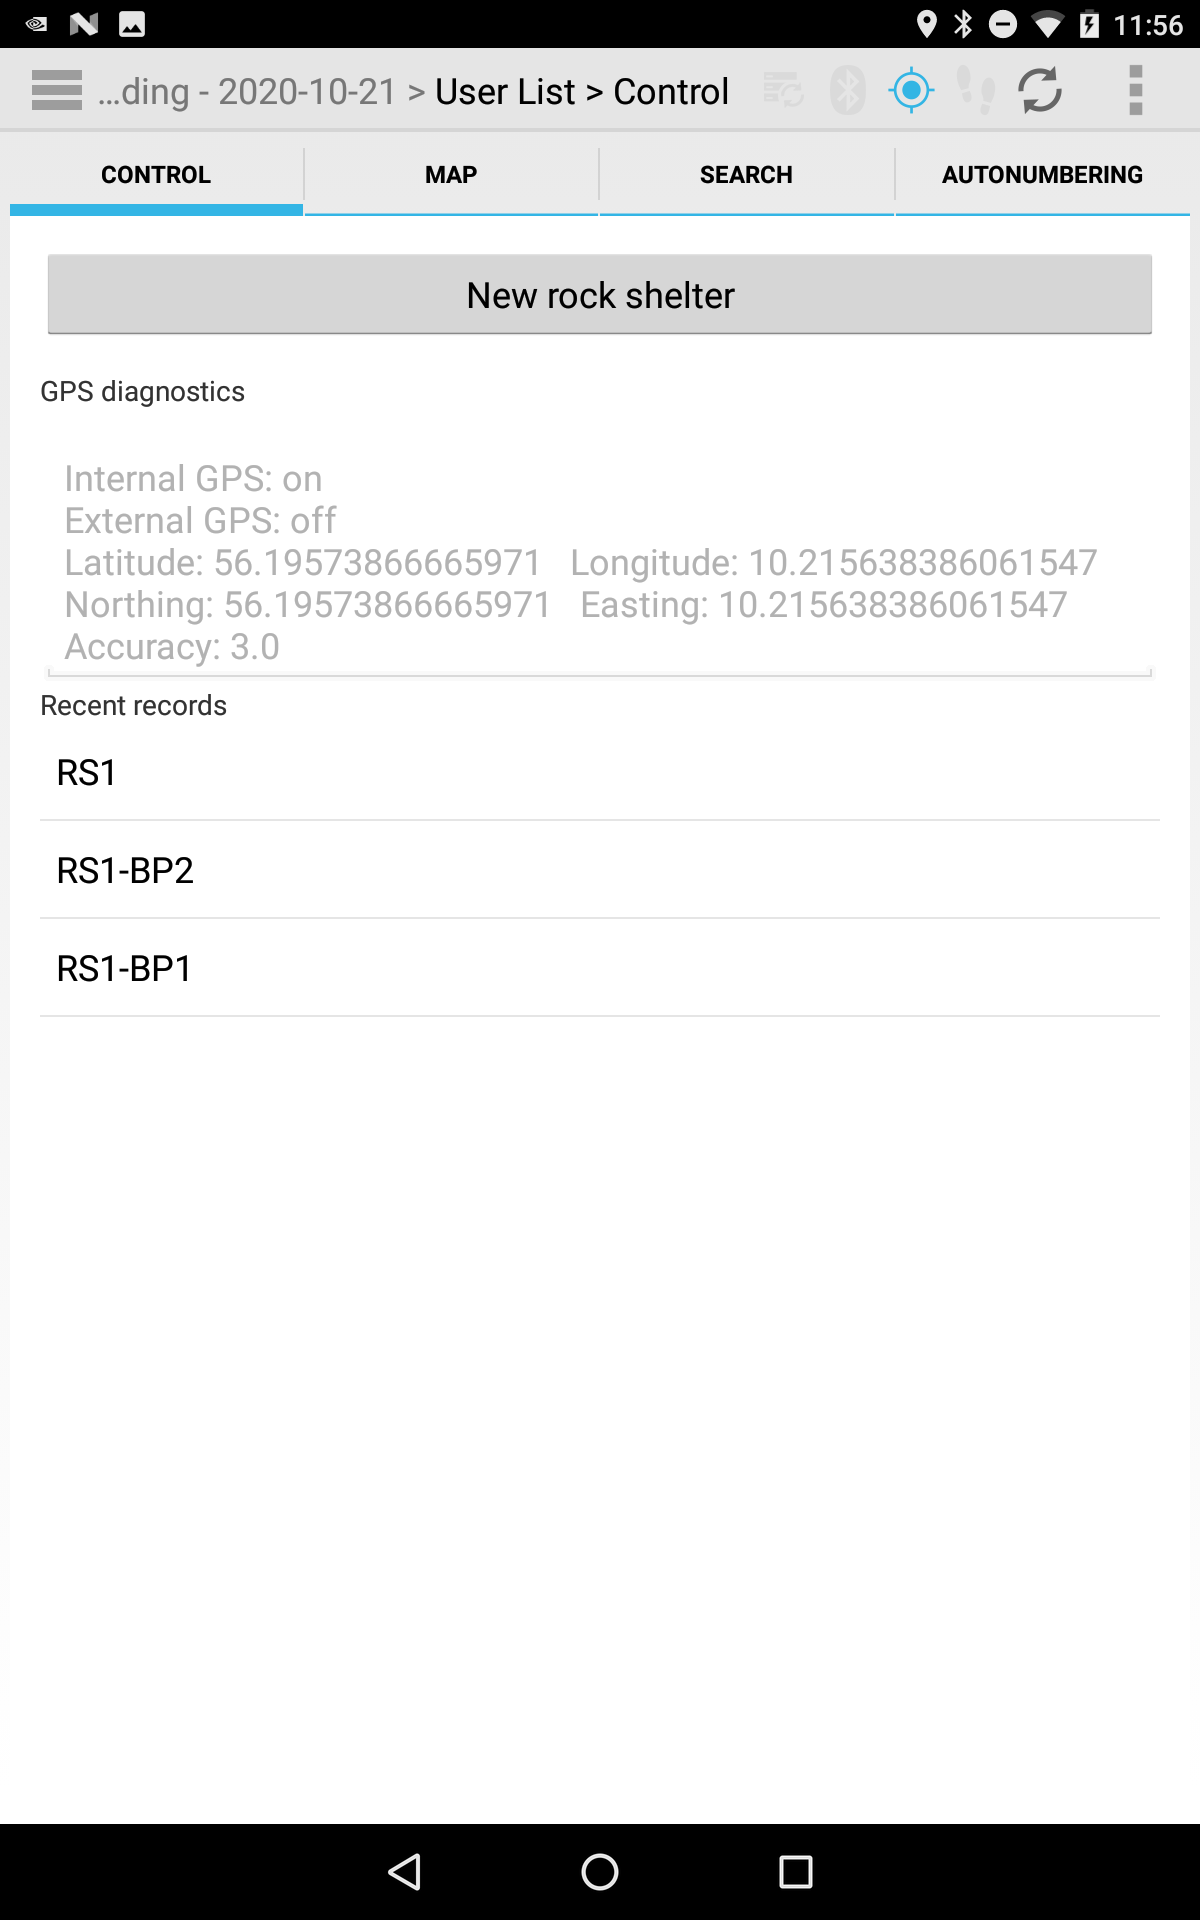 11:56
...ding - 2020-10-21 > User List > Control
CONTROL MAP SEARCH AUTONUMBERING
New rock shelter
GPS diagnostics
Internal GPS: on
External GPS: off
Latitude: 56.19573866665971 Longitude: 10.215638386061547
Northing: 56.19573866665971 Easting: 10.215638386061547
Accuracy: 3.0
Recent records
RS1
RS1-BP2
RS1-BP1